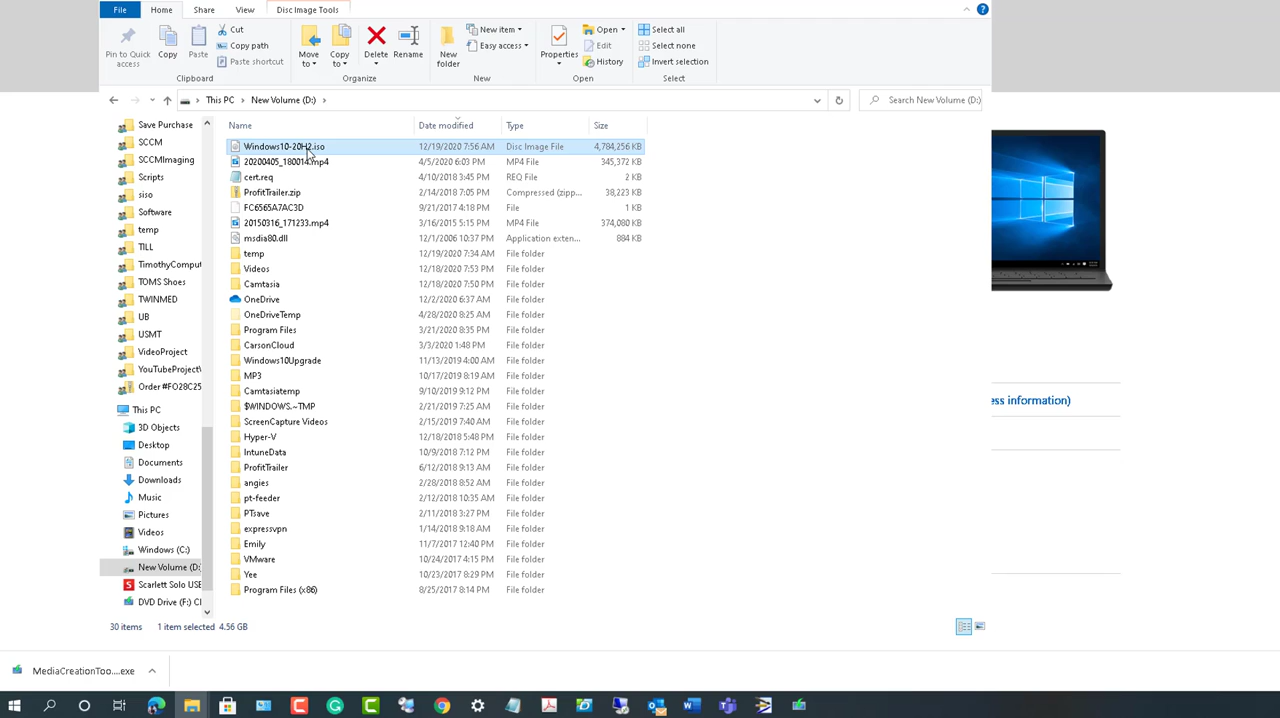 File Home Share View Disc Image Tools
Pin to Quick access
Copy
Paste
Cut
Copy path
Paste shortcut
Clipboard
Move to
Copy to
Delete
Rename
Organize
New folder
New item
Easy access
New
Properties
Open
Edit
History
Open
Select all
Select none
Invert selection
Select
This PC > New Volume (D:) >
Search New Volume (D:)
Save Purchase
SCCM
SCCMImaging
Scripts
siso
Software
temp
TILL
TimothyComput
TOMS Shoes
TWINMED
UB
USMT
VideoProject
YouTubeProject
Order #FO28C25
This PC
3D Objects
Desktop
Documents
Downloads
Music
Pictures
Videos
Windows (C:)
New Volume (D:
Scarlett Solo USB
DVD Drive (F:) C
Name Date modified Type Size
Windows10-20H2.iso 12/19/2020 7:56 AM Disc Image File 4,784,256 KB
20200405_180014.mp4 4/5/2020 6:03 PM MP4 File 345,372 KB
cert.req 4/10/2018 3:45 PM REQ File 2 KB
ProfitTrailer.zip 2/14/2018 7:05 PM Compressed (zipp... 38,223 KB
FC6565A7AC3D 9/21/2017 4:18 PM File 1 KB
20150316_171233.mp4 3/16/2015 5:15 PM MP4 File 374,080 KB
msdia80.dll 12/1/2006 10:37 PM Application exten... 884 KB
temp 12/19/2020 7:34 AM File folder
Videos 12/18/2020 7:53 PM File folder
Camtasia 12/18/2020 7:50 PM File folder
OneDrive 12/2/2020 6:37 AM File folder
OneDriveTemp 4/28/2020 8:25 AM File folder
Program Files 3/21/2020 8:35 PM File folder
CarsonCloud 3/3/2020 1:48 PM File folder
Windows10Upgrade 11/13/2019 4:00 AM File folder
MP3 10/17/2019 8:19 AM File folder
Camtasiatemp 9/10/2019 9:12 PM File folder
$WINDOWS.~TMP 2/21/2019 7:25 AM File folder
ScreenCapture Videos 2/15/2019 7:40 AM File folder
Hyper-V 12/18/2018 5:48 PM File folder
IntuneData 10/9/2018 7:12 PM File folder
ProfitTrailer 6/12/2018 9:13 AM File folder
angies 2/28/2018 8:52 AM File folder
pt-feeder 2/12/2018 10:35 AM File folder
PTsave 2/11/2018 3:27 PM File folder
expressvpn 1/14/2018 9:18 AM File folder
Emily 11/7/2017 12:40 PM File folder
VMware 10/24/2017 4:15 PM File folder
Yee 10/23/2017 8:29 PM File folder
Program Files (x86) 8/25/2017 8:14 PM File folder
ess information)
30 items 1 item selected 4.56 GB
MediaCreationToo....exe